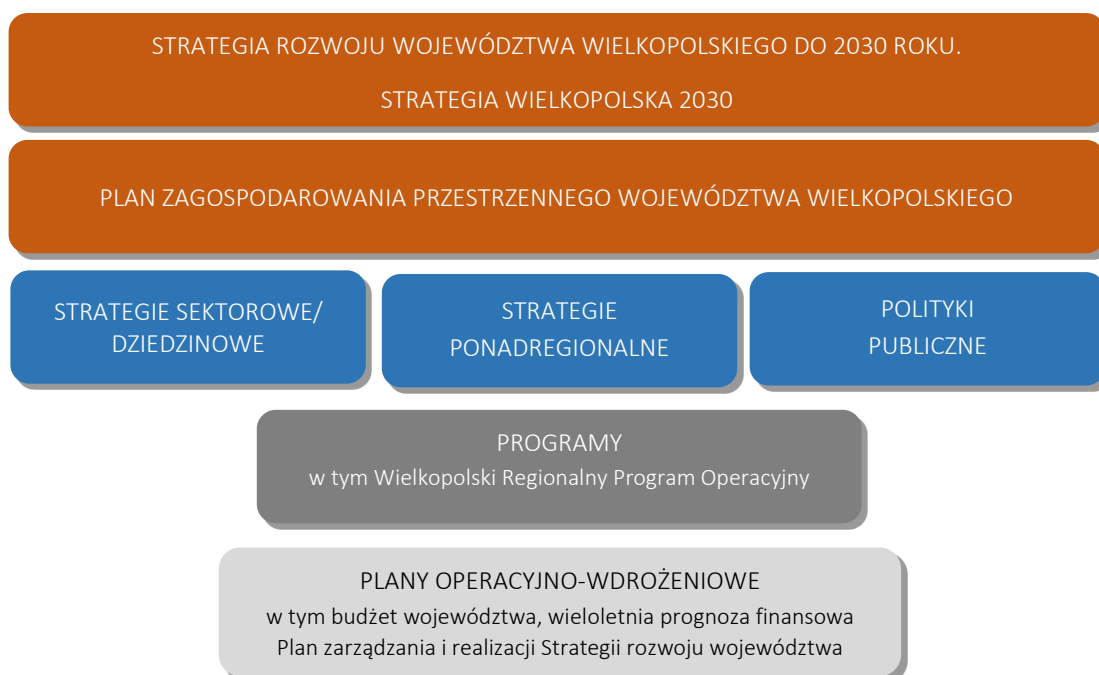 STRATEGIA ROZWOJU WOJEWÓDZTWA WIELKOPOLSKIEGO DO 2030 ROKU.
STRATEGIA WIELKOPOLSKA 2030
PLAN ZAGOSPODAROWANIA PRZESTRZENNEGO WOJEWÓDZTWA WIELKOPOLSKIEGO
STRATEGIE SEKTOROWE/
DZIEDZINOWE
STRATEGIE
PONADREGIONALNE
POLITYKI
PUBLICZNE
PROGRAMY
w tym Wielkopolski Regionalny Program Operacyjny
PLANY OPERACYJNO-WDROŻENIOWE
w tym budżet województwa, wieloletnia prognoza finansowa
Plan zarządzania i realizacji Strategii rozwoju województwa